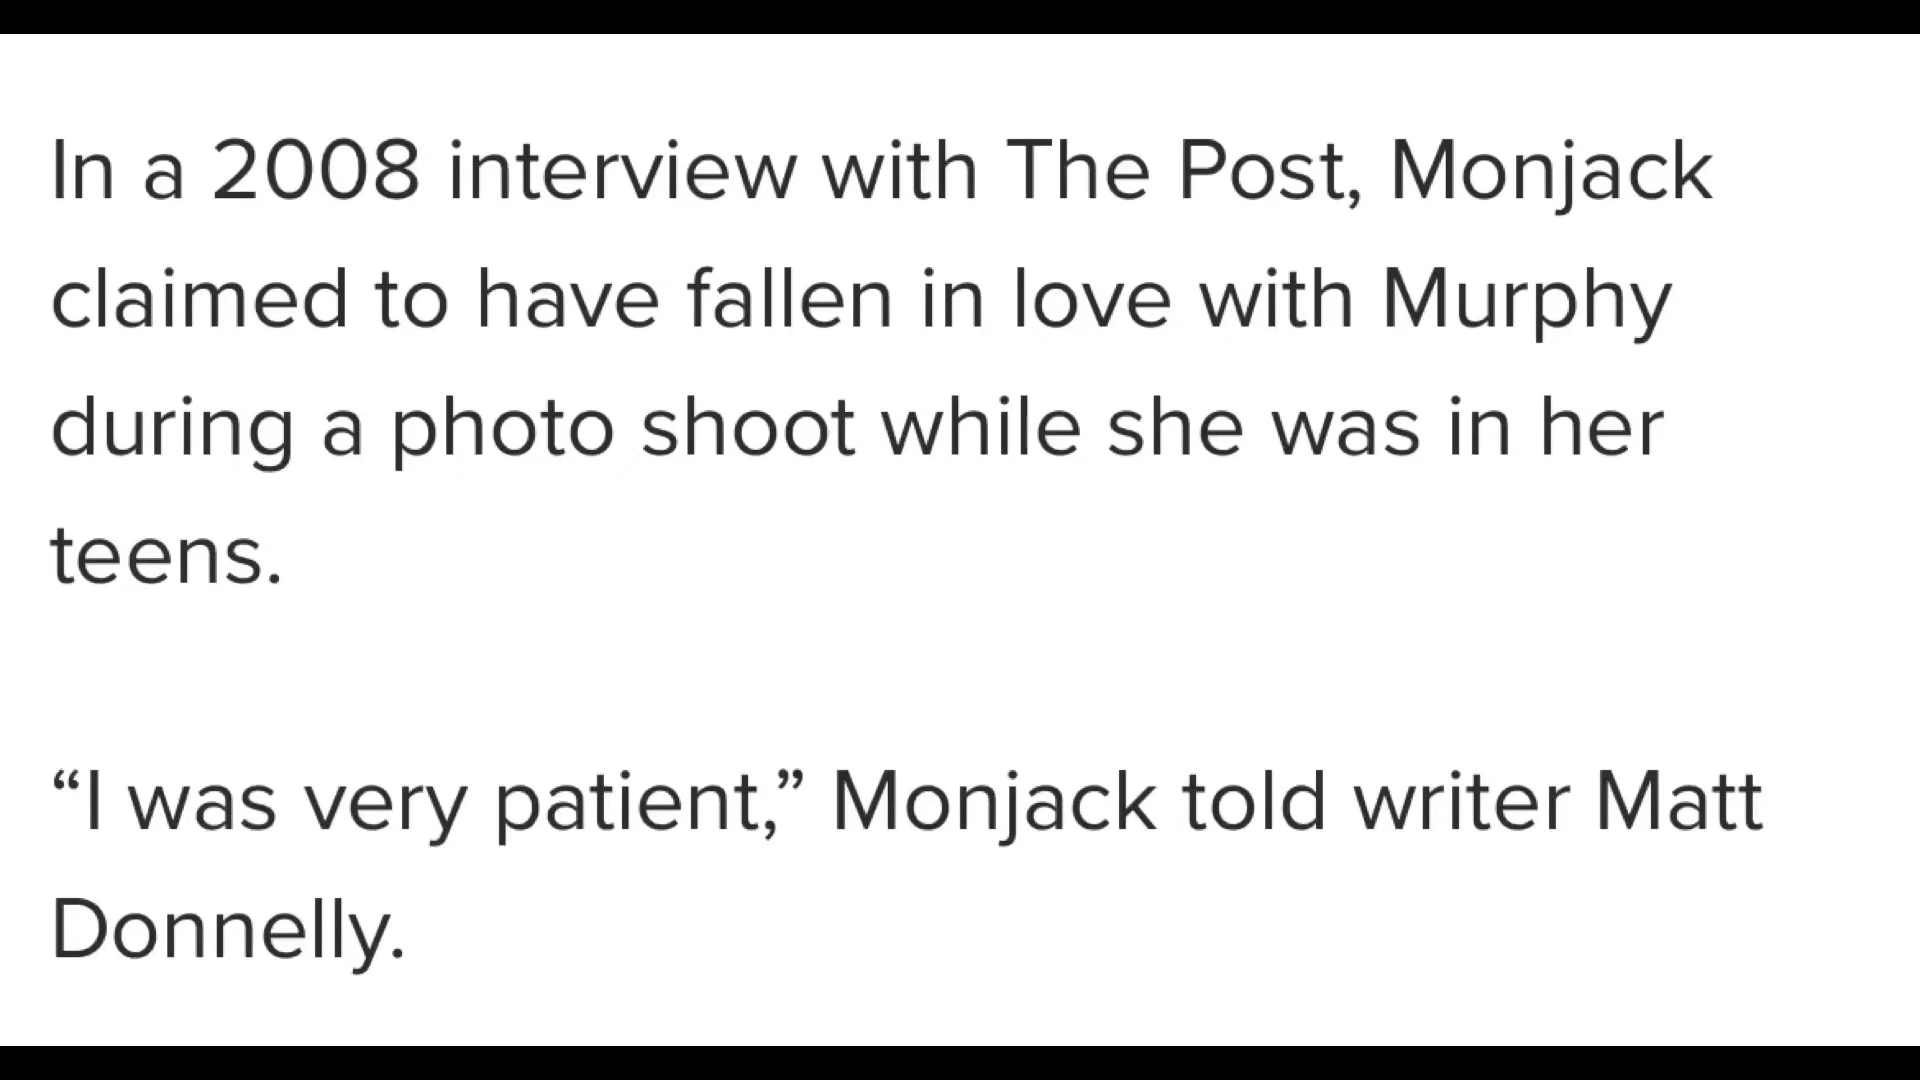 In a 2008 interview with The Post, Monjack
claimed to have fallen in love with Murphy
during a photo shoot while she was in her
teens.
“I was very patient,” Monjack told writer Matt
Donnelly.